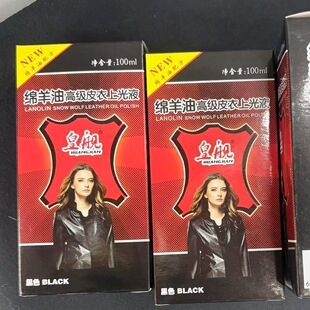 NEW
净含量:100ml
绵羊油高级皮衣上光液
LANOLIN SNOW WOLF LEATHER OIL POLISH
皇舰
HUANGJIAN
黑色 BLACK
NEW
净含量:100ml
绵羊油高级皮衣上光液
LANOLIN SNOW WOLF LEATHER OIL POLISH
皇舰
HUANGJIAN
黑色 BLACK